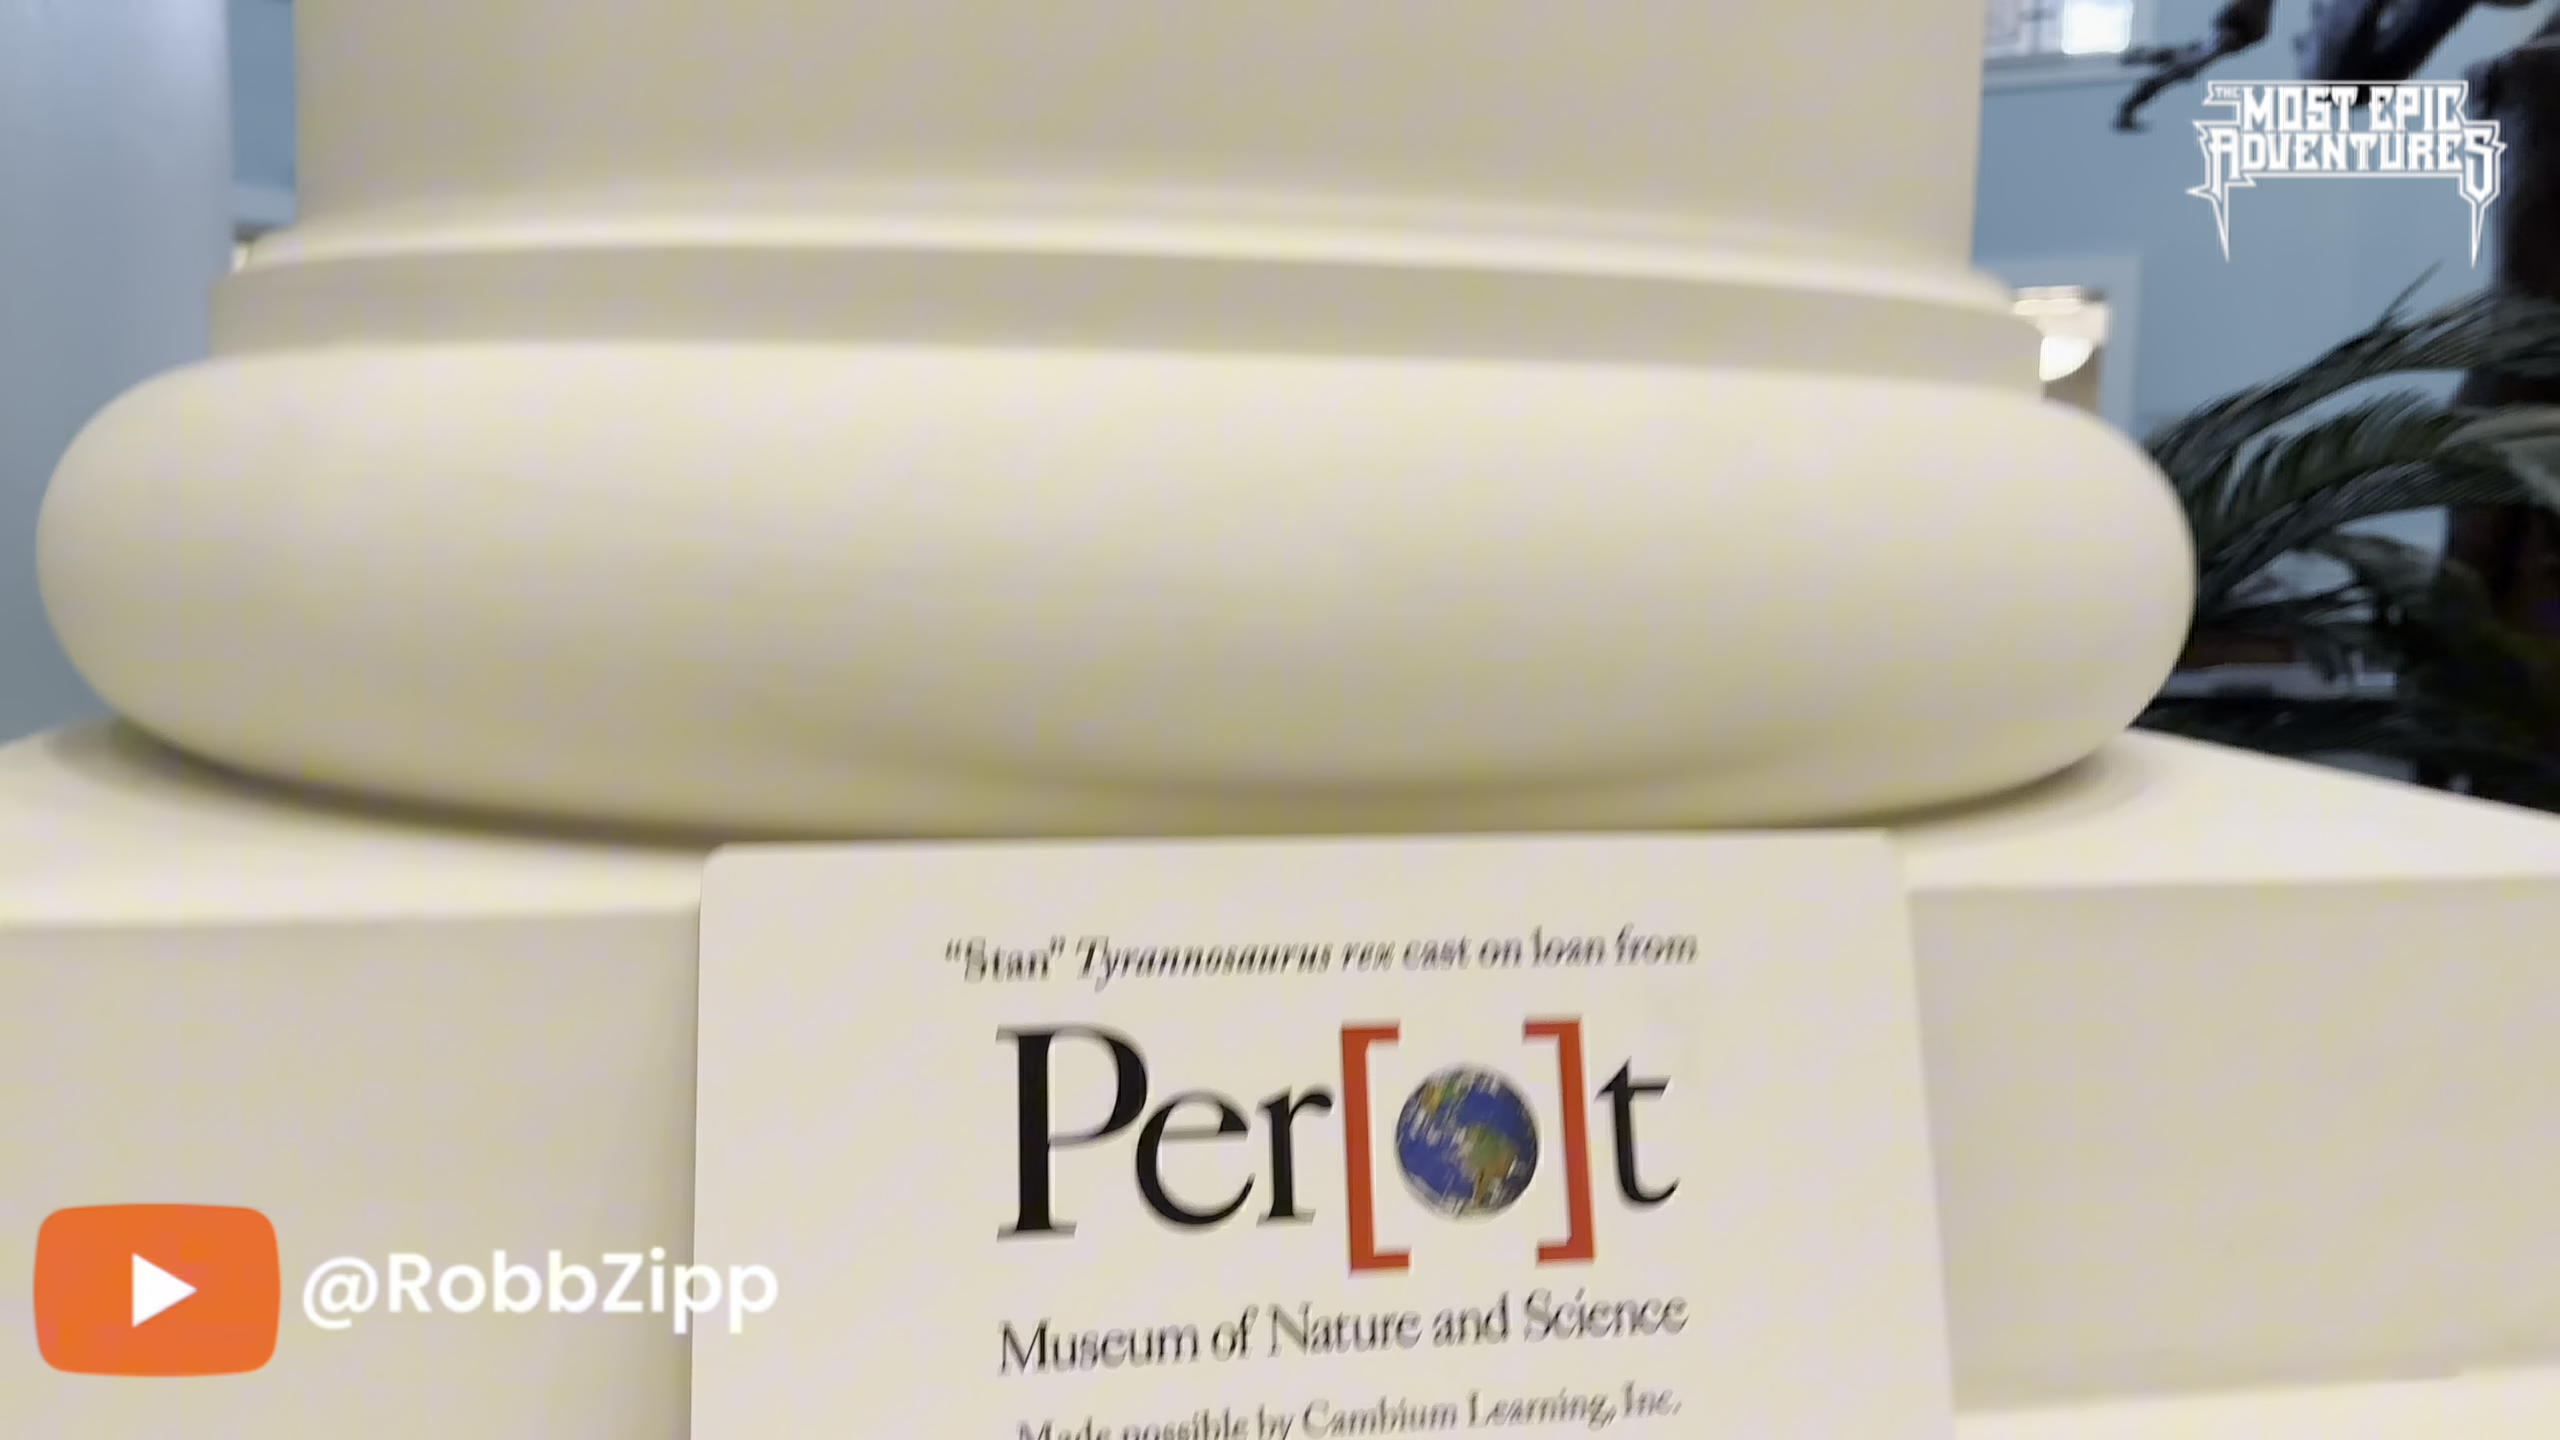 THE
MOST EPIC
ADVENTURES
"Stan" Tyrannosaurus rex cast on loan from
Per[o]t
Museum of Nature and Science
Made possible by Cambium Learning, Inc.
@RobbZipp